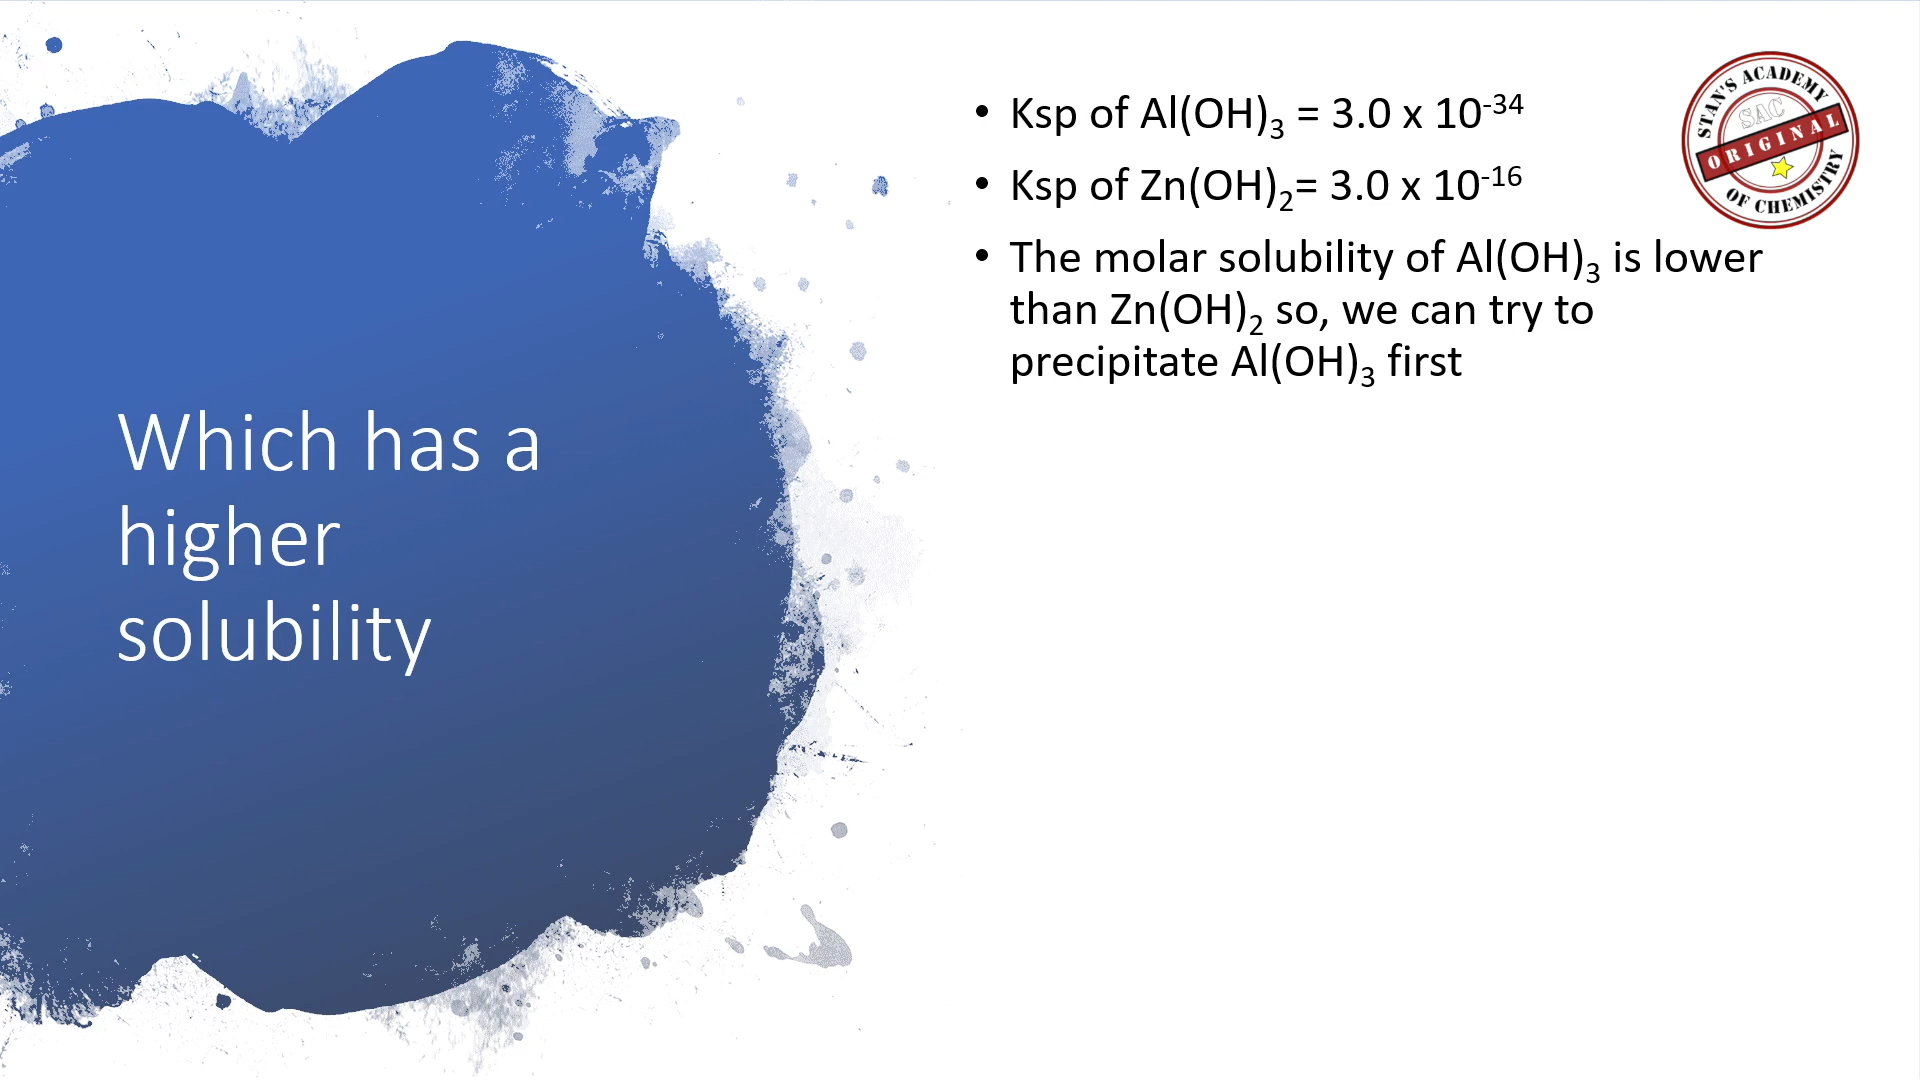 Which has a
higher
solubility
• Ksp of Al(OH)₃ = 3.0 x 10⁻³⁴
• Ksp of Zn(OH)₂= 3.0 x 10⁻¹⁶
• The molar solubility of Al(OH)₃ is lower
than Zn(OH)₂ so, we can try to
precipitate Al(OH)₃ first
STAN'S ACADEMY
SAC
ORIGINAL
OF CHEMISTRY